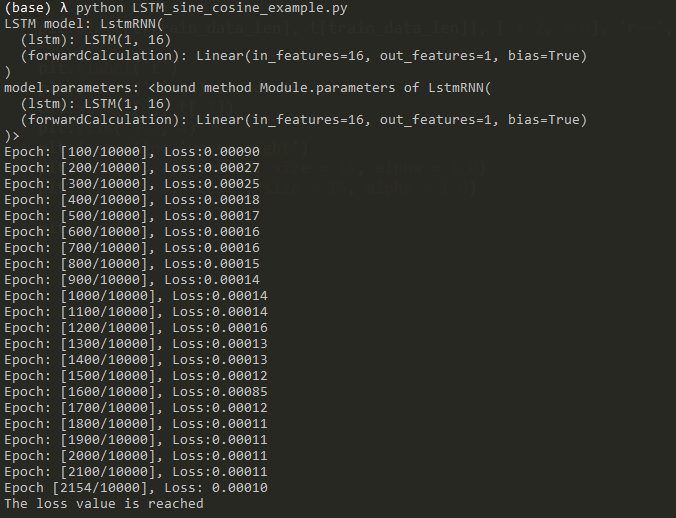 (base) λ python LSTM_sine_cosine_example.py
LSTM model: LstmRNN(
  (lstm): LSTM(1, 16)
  (forwardCalculation): Linear(in_features=16, out_features=1, bias=True)
)
model.parameters: <bound method Module.parameters of LstmRNN(
  (lstm): LSTM(1, 16)
  (forwardCalculation): Linear(in_features=16, out_features=1, bias=True)
)>
Epoch: [100/10000], Loss:0.00090
Epoch: [200/10000], Loss:0.00027
Epoch: [300/10000], Loss:0.00025
Epoch: [400/10000], Loss:0.00018
Epoch: [500/10000], Loss:0.00017
Epoch: [600/10000], Loss:0.00016
Epoch: [700/10000], Loss:0.00016
Epoch: [800/10000], Loss:0.00015
Epoch: [900/10000], Loss:0.00014
Epoch: [1000/10000], Loss:0.00014
Epoch: [1100/10000], Loss:0.00014
Epoch: [1200/10000], Loss:0.00016
Epoch: [1300/10000], Loss:0.00013
Epoch: [1400/10000], Loss:0.00013
Epoch: [1500/10000], Loss:0.00012
Epoch: [1600/10000], Loss:0.00085
Epoch: [1700/10000], Loss:0.00012
Epoch: [1800/10000], Loss:0.00011
Epoch: [1900/10000], Loss:0.00011
Epoch: [2000/10000], Loss:0.00011
Epoch: [2100/10000], Loss:0.00011
Epoch [2154/10000], Loss: 0.00010
The loss value is reached